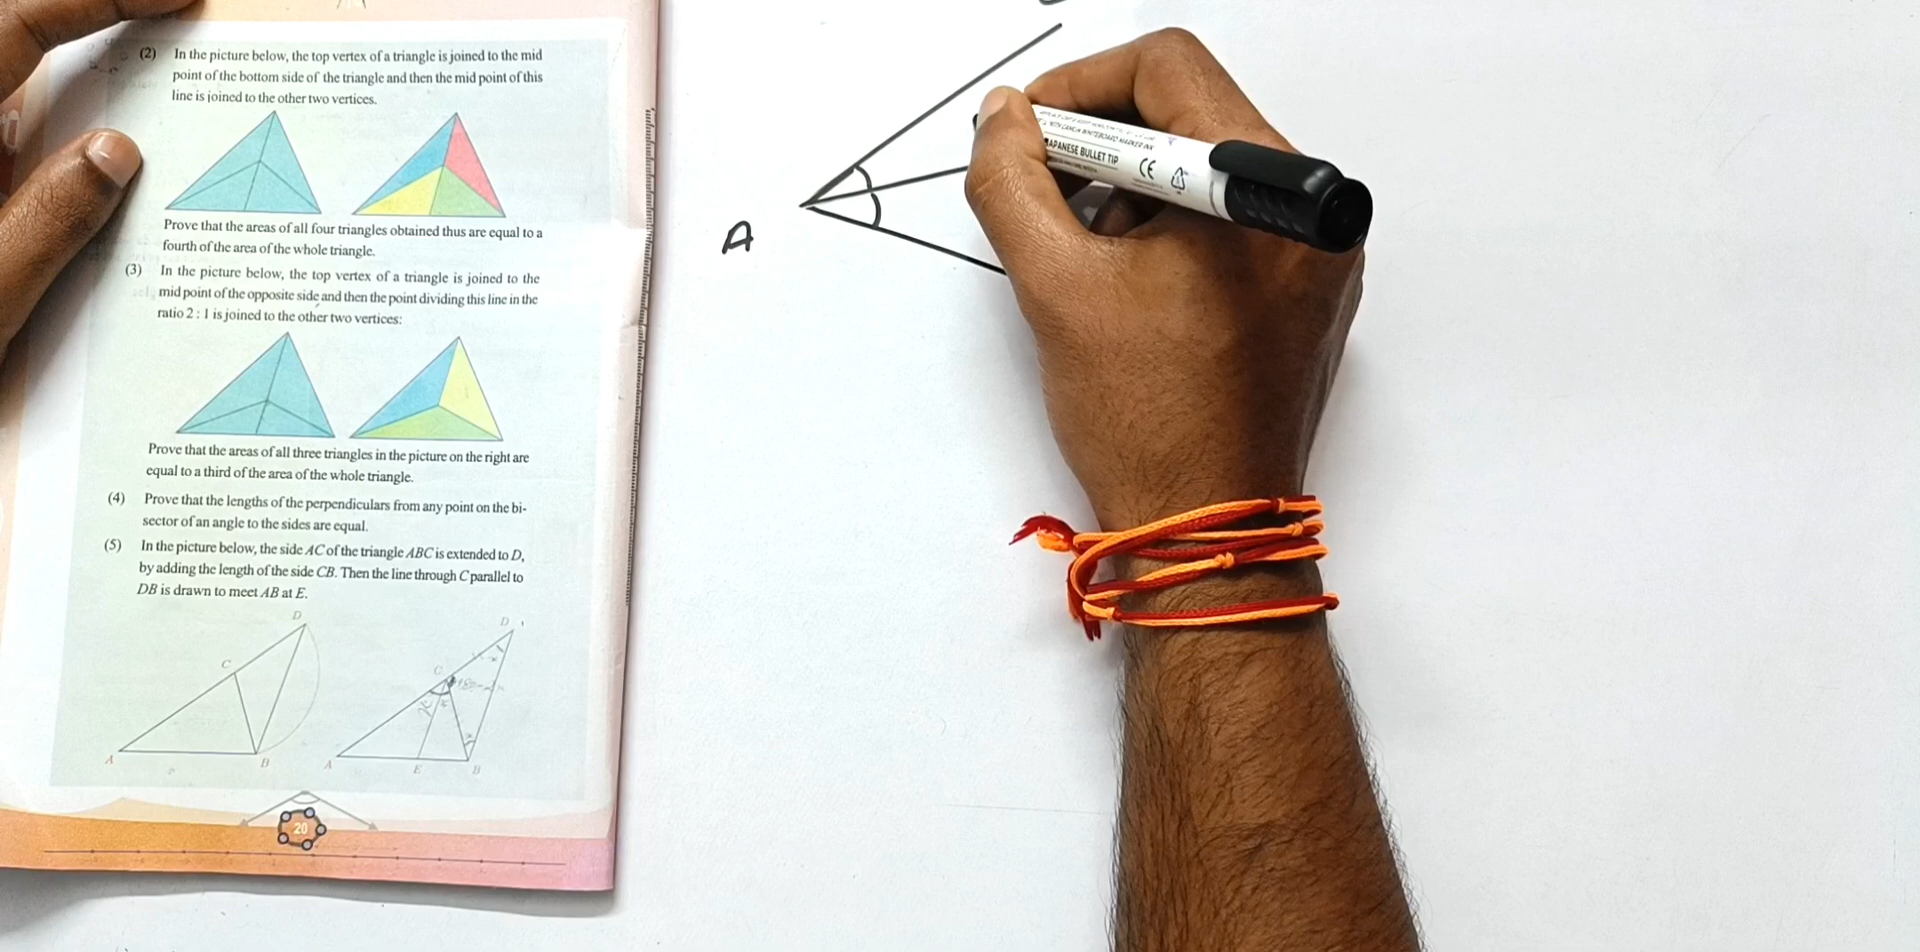 (2) In the picture below, the top vertex of a triangle is joined to the mid
point of the bottom side of the triangle and then the mid point of this
line is joined to the other two vertices.
Prove that the areas of all four triangles obtained thus are equal to a
fourth of the area of the whole triangle.
(3) In the picture below, the top vertex of a triangle is joined to the
mid point of the opposite side and then the point dividing this line in the
ratio 2 : 1 is joined to the other two vertices:
Prove that the areas of all three triangles in the picture on the right are
equal to a third of the area of the whole triangle.
(4) Prove that the lengths of the perpendiculars from any point on the bi-
sector of an angle to the sides are equal.
(5) In the picture below, the side AC of the triangle ABC is extended to D,
by adding the length of the side CB. Then the line through C parallel to
DB is drawn to meet AB at E.
D
C
A
B
D
C
A
E
B
20
A
JAPANESE BULLET TIP
CE